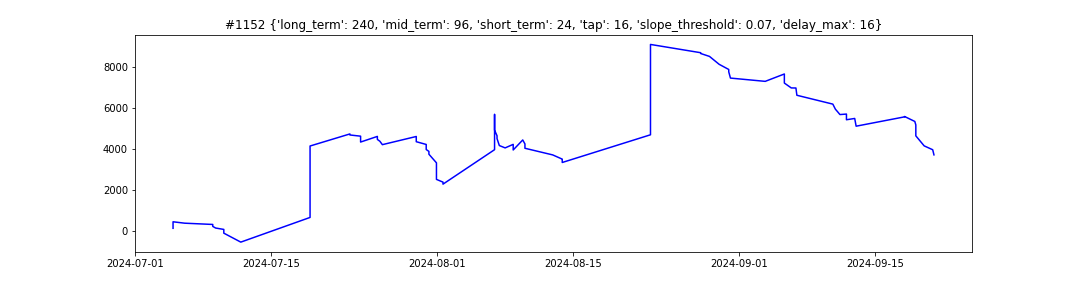 #1152 {'long_term': 240, 'mid_term': 96, 'short_term': 24, 'tap': 16, 'slope_threshold': 0.07, 'delay_max': 16}
8000
6000
4000
2000
0
2024-07-01 2024-07-15 2024-08-01 2024-08-15 2024-09-01 2024-09-15